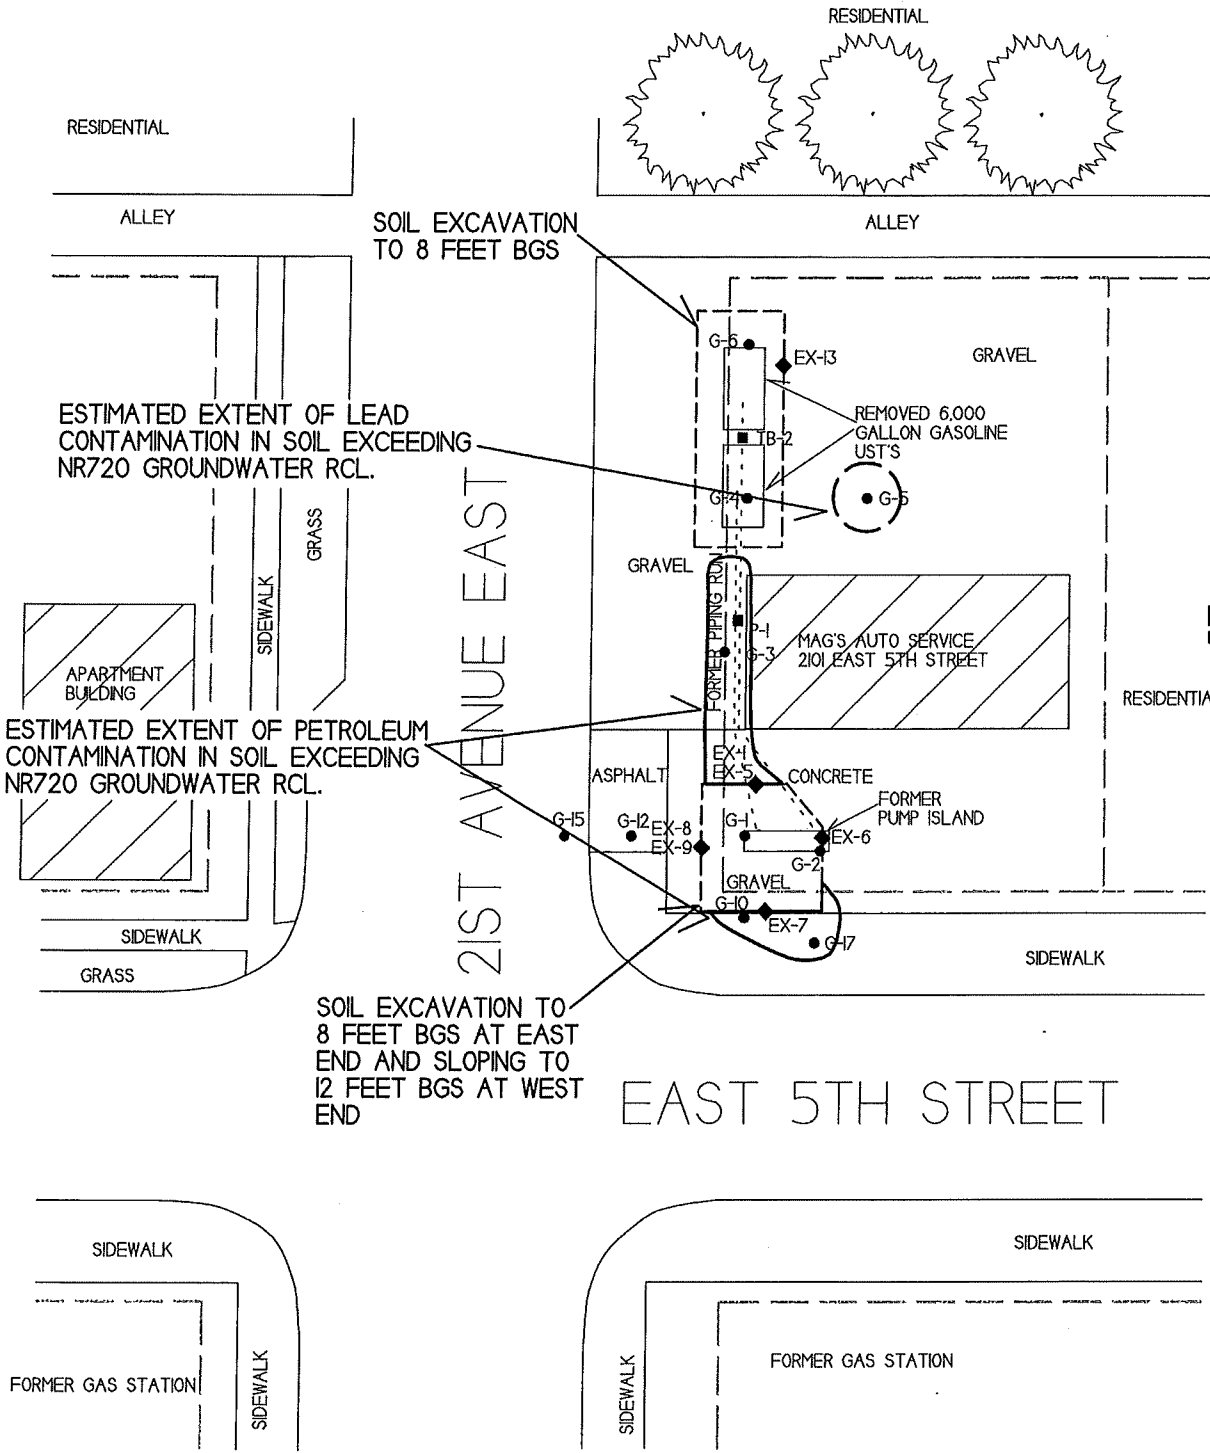 RESIDENTIAL
RESIDENTIAL
ALLEY
ALLEY
SOIL EXCAVATION
TO 8 FEET BGS
G-6
EX-13
GRAVEL
ESTIMATED EXTENT OF LEAD
CONTAMINATION IN SOIL EXCEEDING
NR720 GROUNDWATER RCL.
REMOVED 6,000
GALLON GASOLINE
UST'S
TB-2
G-4
G-5
GRASS
SIDEWALK
21ST AVENUE EAST
GRAVEL
FORMER PIPING RUN
P-1
G-3
MAG'S AUTO SERVICE
2101 EAST 5TH STREET
APARTMENT
BUILDING
RESIDENTIA
ESTIMATED EXTENT OF PETROLEUM
CONTAMINATION IN SOIL EXCEEDING
NR720 GROUNDWATER RCL.
EX-1
EX-5
ASPHALT
CONCRETE
FORMER
PUMP ISLAND
G-15
G-12
EX-8
EX-9
G-1
EX-6
G-2
GRAVEL
G-10
EX-7
G-17
SIDEWALK
GRASS
SIDEWALK
SOIL EXCAVATION TO
8 FEET BGS AT EAST
END AND SLOPING TO
12 FEET BGS AT WEST
END
EAST 5TH STREET
SIDEWALK
SIDEWALK
SIDEWALK
SIDEWALK
FORMER GAS STATION
FORMER GAS STATION